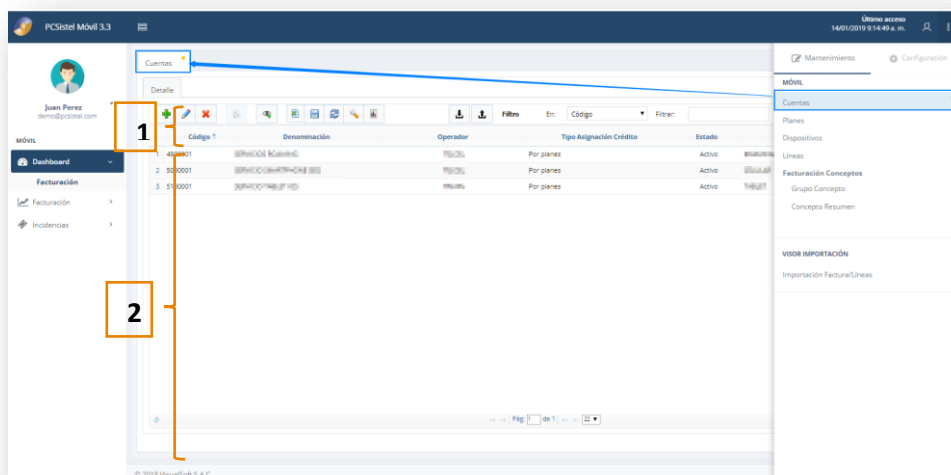 PCSistel Móvil 3.3
Último acceso
14/01/2019 9:14:49 a. m.
Juan Perez
demo@pcsistel.com
MÓVIL
Dashboard
Facturación
Facturación
Incidencias
Cuentas
Detalle
Filtro En: Código Filtrar:
Código Denominación Operador Tipo Asignación Crédito Estado
1 Por planes Activo
2 Por planes Activo
3 Por planes Activo
Pág: 1 de 1
1
2
Mantenimiento Configuración
MÓVIL
Cuentas
Planes
Dispositivos
Líneas
Facturación Conceptos
Grupo Concepto
Concepto Resumen
VISOR IMPORTACIÓN
Importación Factura/Líneas
© 2018 VisualSoft S.A.C.